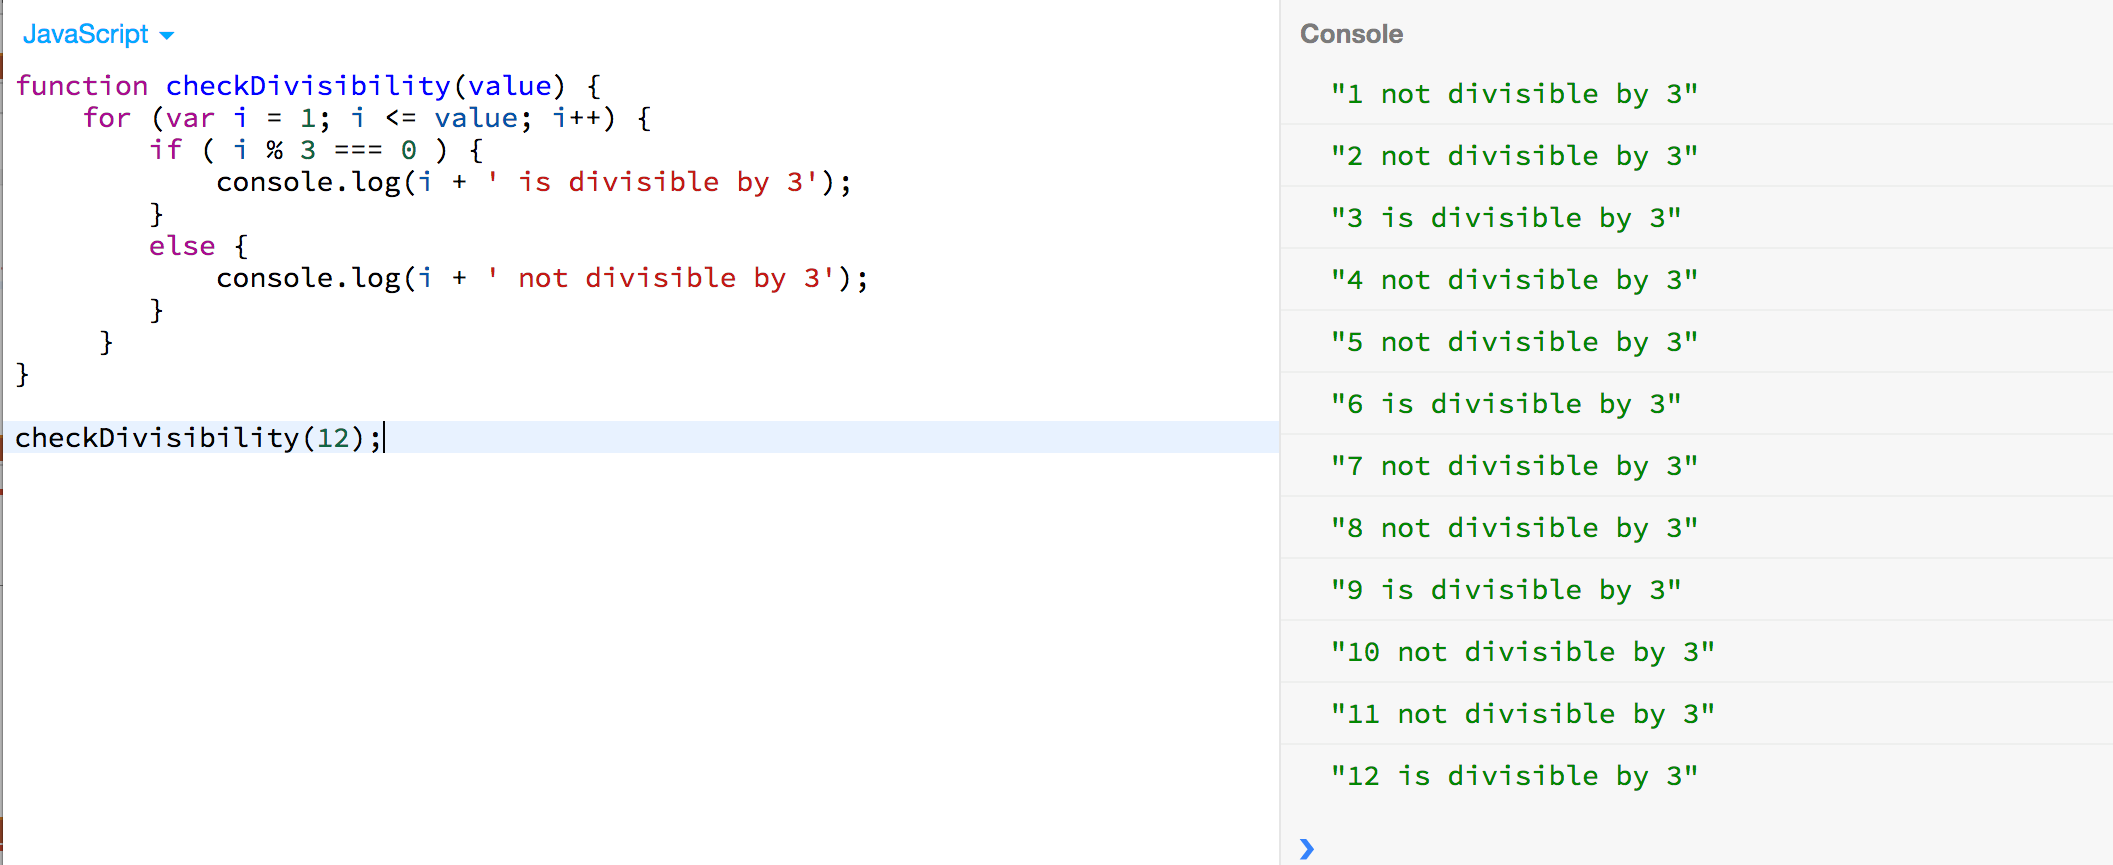 JavaScript
function checkDivisibility(value) {
    for (var i = 1; i <= value; i++) {
        if ( i % 3 === 0 ) {
            console.log(i + ' is divisible by 3');
        }
        else {
            console.log(i + ' not divisible by 3');
        }
     }
}
checkDivisibility(12);
Console
"1 not divisible by 3"
"2 not divisible by 3"
"3 is divisible by 3"
"4 not divisible by 3"
"5 not divisible by 3"
"6 is divisible by 3"
"7 not divisible by 3"
"8 not divisible by 3"
"9 is divisible by 3"
"10 not divisible by 3"
"11 not divisible by 3"
"12 is divisible by 3"